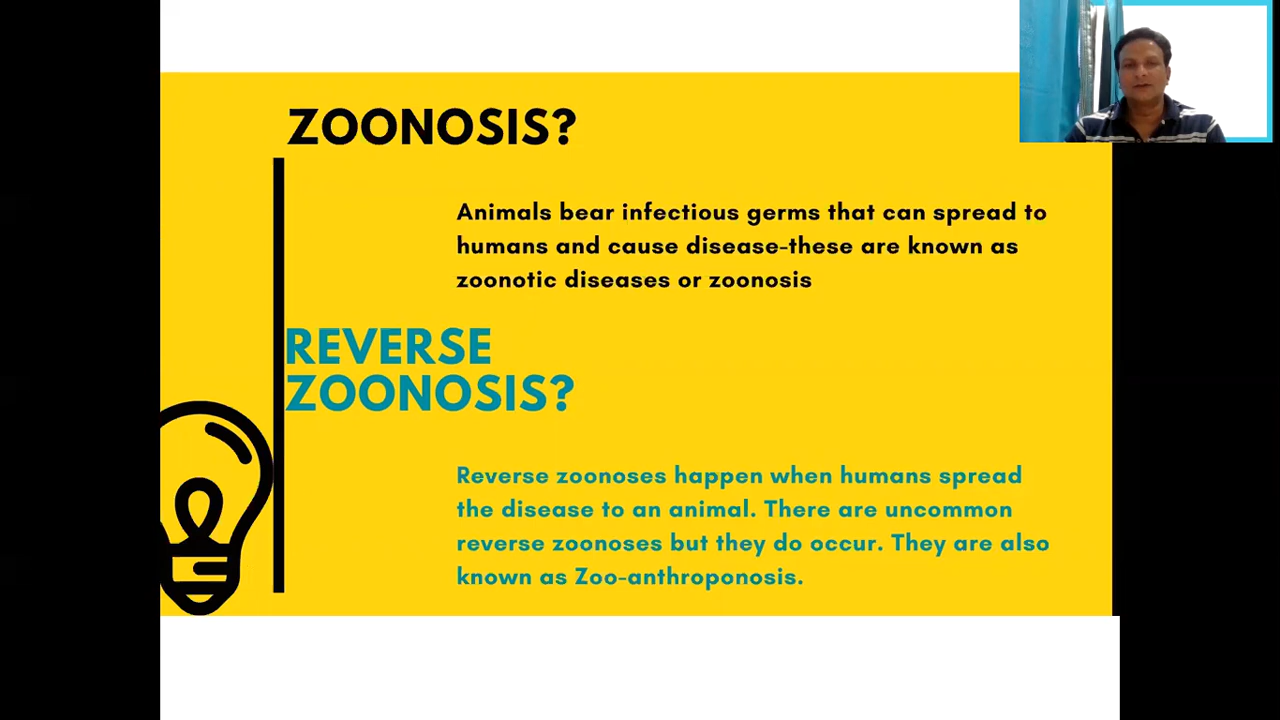 ZOONOSIS?
Animals bear infectious germs that can spread to
humans and cause disease-these are known as
zoonotic diseases or zoonosis
REVERSE
ZOONOSIS?
Reverse zoonoses happen when humans spread
the disease to an animal. There are uncommon
reverse zoonoses but they do occur. They are also
known as Zoo-anthroponosis.